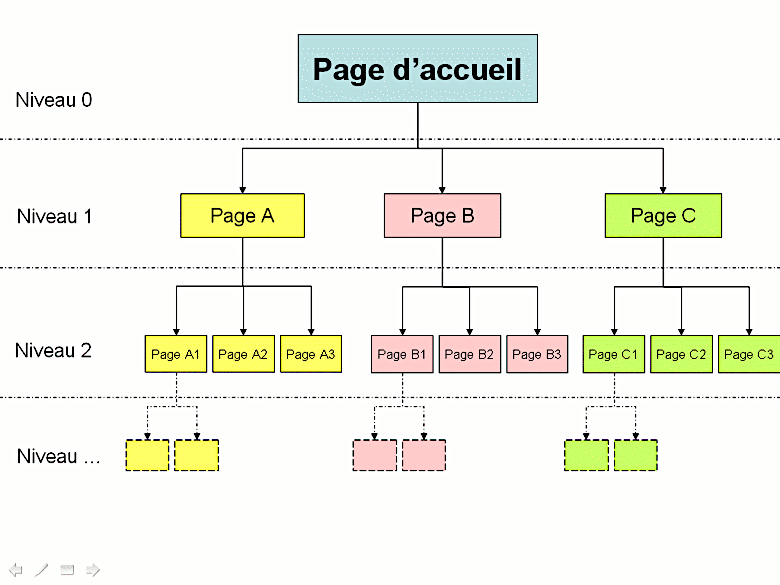 Page d’accueil
Niveau 0
Niveau 1
Page A
Page B
Page C
Niveau 2
Page A1
Page A2
Page A3
Page B1
Page B2
Page B3
Page C1
Page C2
Page C3
Niveau ...